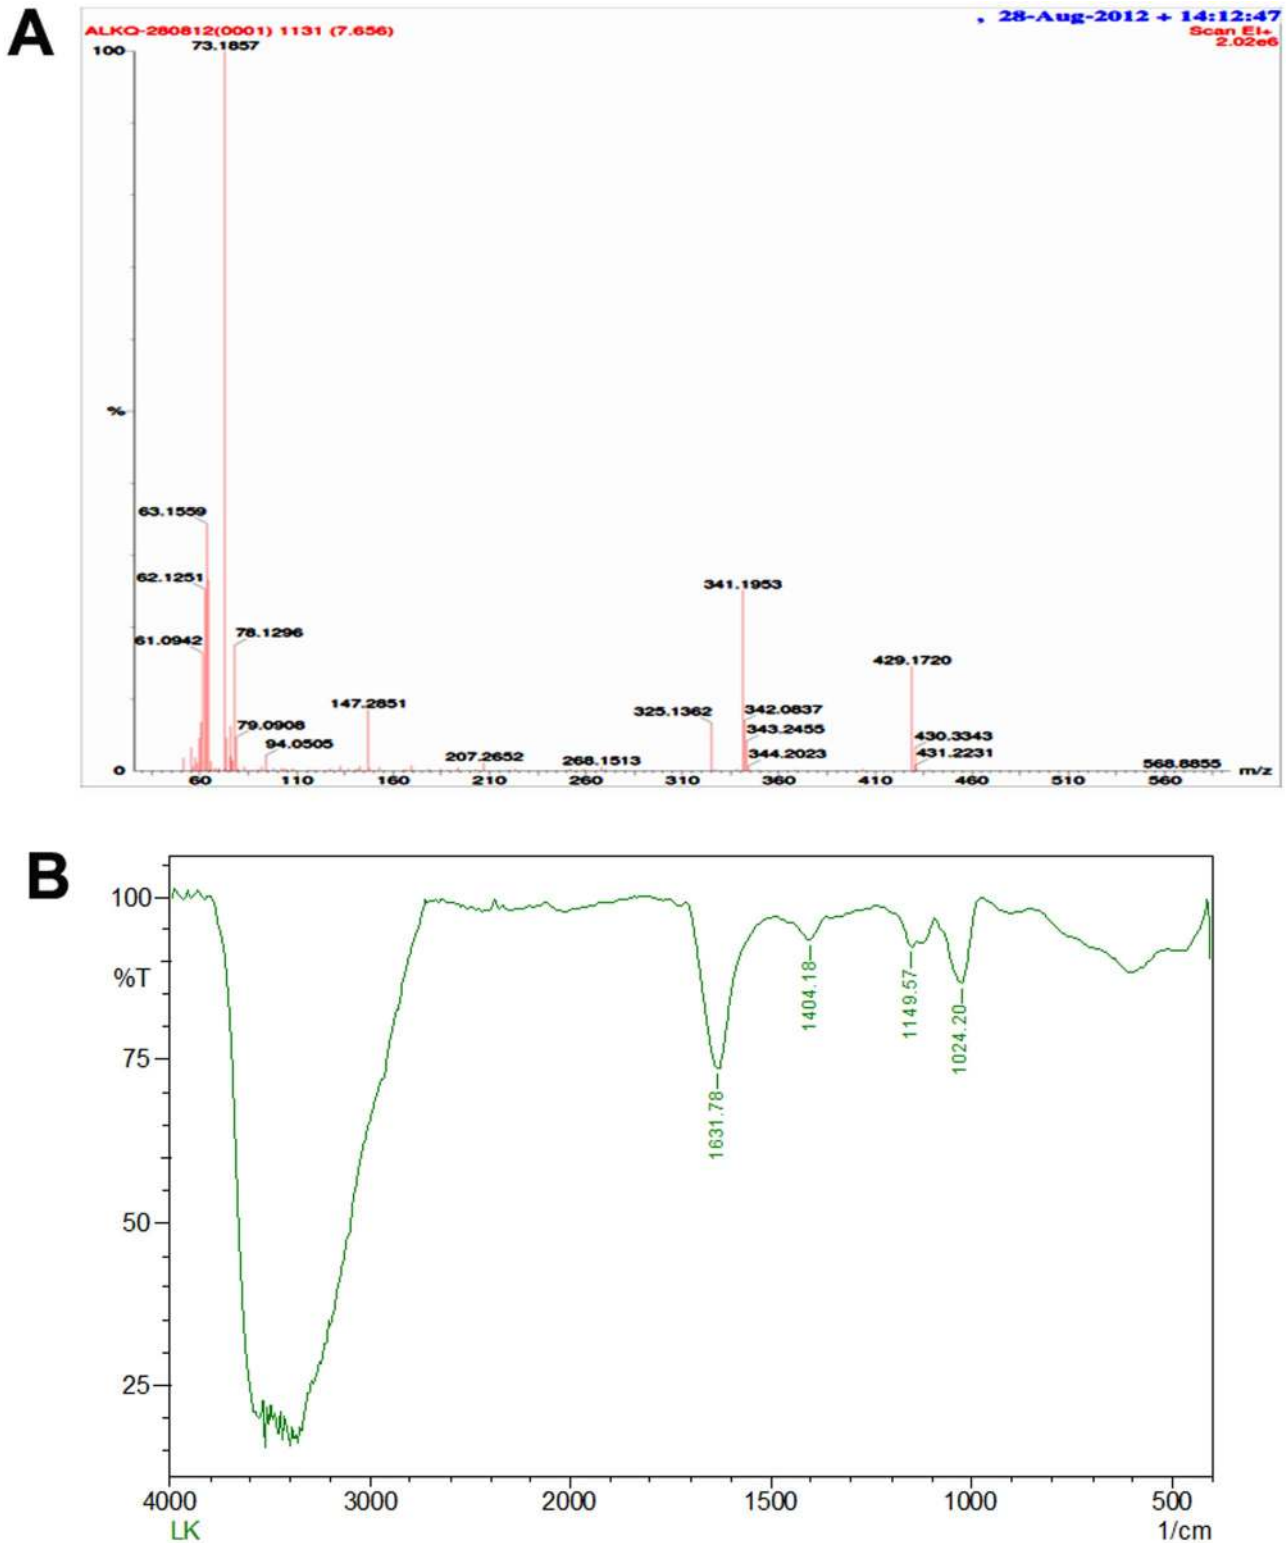 A
, 28-Aug-2012 + 14:12:47
ALKQ-280812(0001) 1131 (7.656)
Scan EI+
2.02e6
73.1857
100
%
63.1559
62.1251
341.1953
61.0942
78.1296
429.1720
147.2851
325.1362
342.0837
79.0908
343.2455
430.3343
94.0505
207.2652
268.1513
344.2023
431.2231
568.8855
0
m/z
60 110 160 210 260 310 360 410 460 510 560
B
100
%T
75
50
25
1631.78
1404.18
1149.57
1024.20
4000 3000 2000 1500 1000 500
LK
1/cm